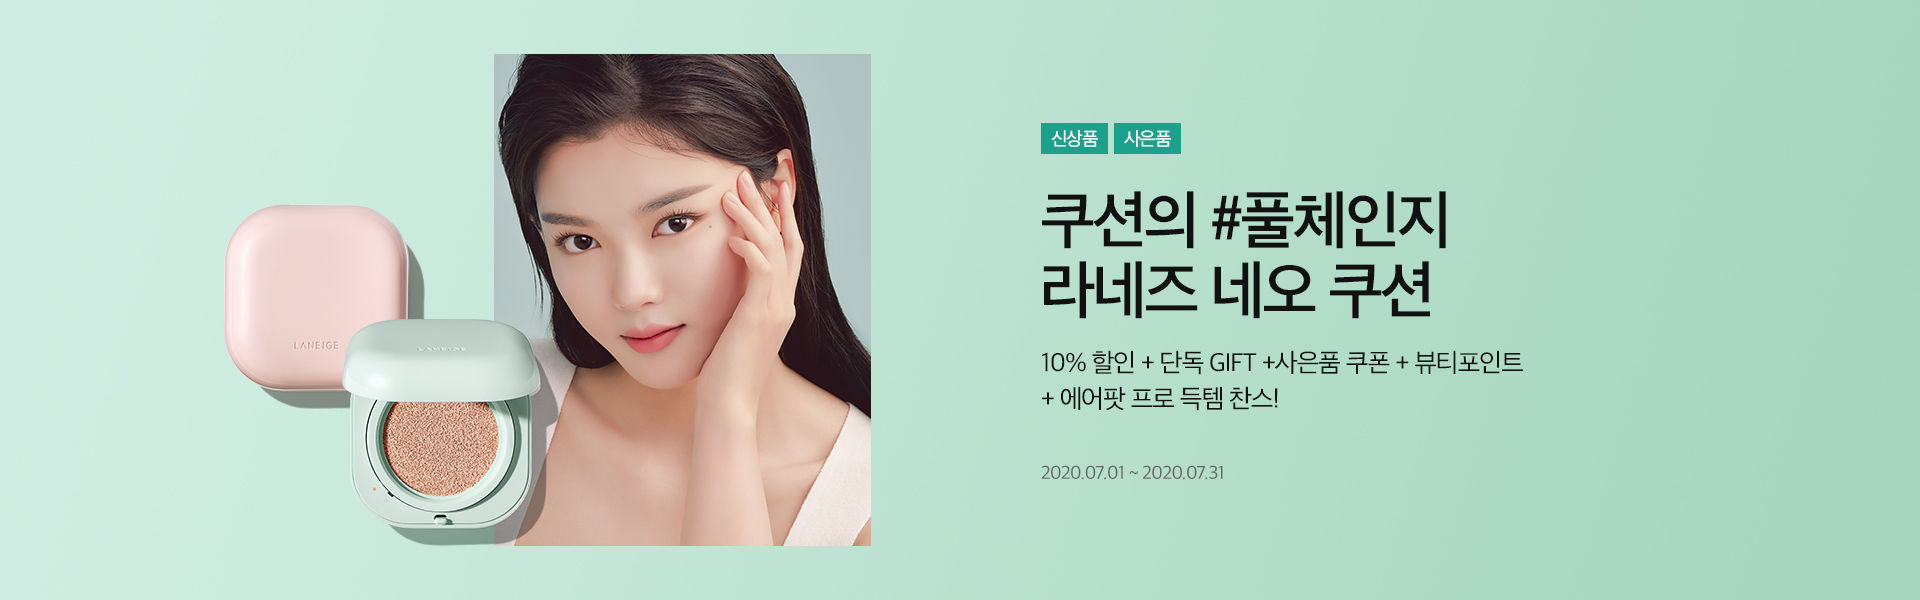 신상품 사은품
쿠션의 #풀체인지
라네즈 네오 쿠션
10% 할인 + 단독 GIFT +사은품 쿠폰 + 뷰티포인트
+ 에어팟 프로 득템 찬스!
2020.07.01 ~ 2020.07.31
LANEIGE
LANEIGE